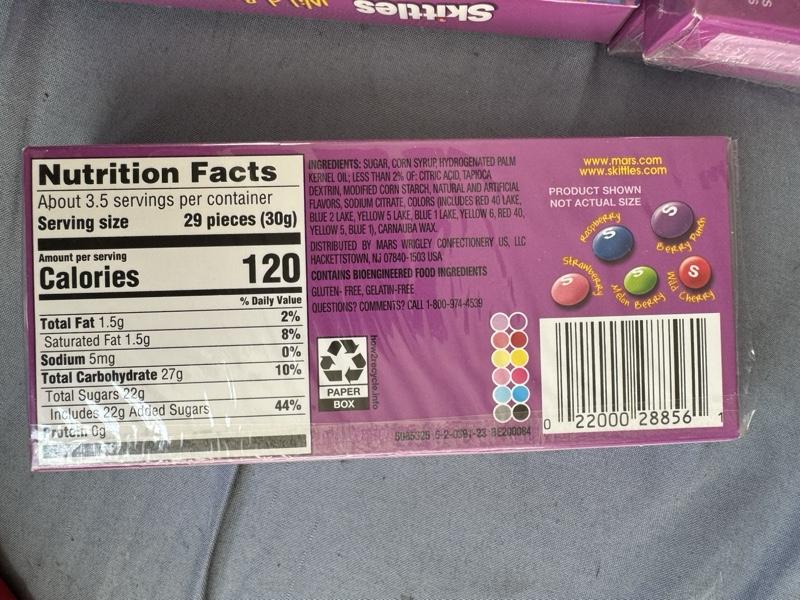 Skittles
Nutrition Facts
About 3.5 servings per container
Serving size 29 pieces (30g)
Amount per serving
Calories 120
% Daily Value
Total Fat 1.5g 2%
Saturated Fat 1.5g 8%
Sodium 5mg 0%
Total Carbohydrate 27g 10%
Total Sugars 22g
Includes 22g Added Sugars 44%
Protein 0g
INGREDIENTS: SUGAR, CORN SYRUP, HYDROGENATED PALM
KERNEL OIL; LESS THAN 2% OF: CITRIC ACID, TAPIOCA
DEXTRIN, MODIFIED CORN STARCH, NATURAL AND ARTIFICIAL
FLAVORS, SODIUM CITRATE, COLORS (INCLUDES RED 40 LAKE,
BLUE 2 LAKE, YELLOW 5 LAKE, BLUE 1 LAKE, YELLOW 6, RED 40,
YELLOW 5, BLUE 1), CARNAUBA WAX.
DISTRIBUTED BY MARS WRIGLEY CONFECTIONERY US, LLC
HACKETTSTOWN, NJ 07840-1503 USA
CONTAINS BIOENGINEERED FOOD INGREDIENTS
GLUTEN- FREE, GELATIN-FREE
QUESTIONS? COMMENTS? CALL 1-800-974-4539
PAPER
BOX
how2recycle.info
www.mars.com
www.skittles.com
PRODUCT SHOWN
NOT ACTUAL SIZE
Raspberry
S
Berry Punch
S
Strawberry
S
Melon Berry
S
Wild Cherry
S
0 22000 28856 1